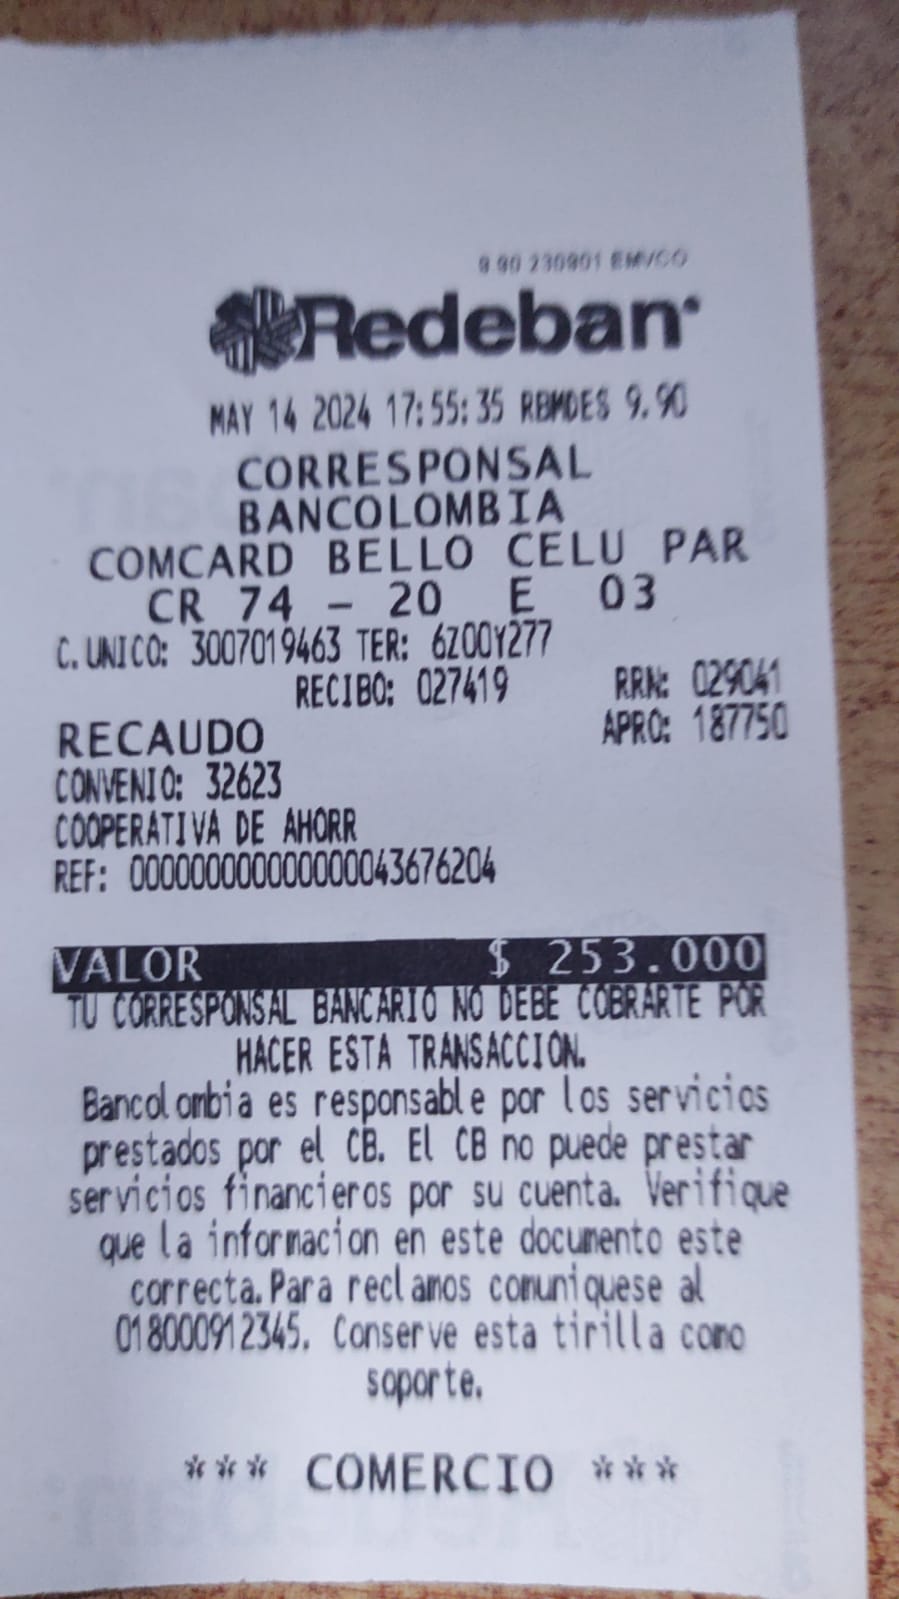 9.90 230901 EMVCO
Redeban
MAY 14 2024 17:55:35 RBMDES 9.90
CORRESPONSAL
BANCOLOMBIA
COMCARD BELLO CELU PAR
CR 74 - 20 E 03
C. UNICO: 3007019463 TER: 6Z00Y277
RECIBO: 027419 RRN: 029041
RECAUDO APRO: 187750
CONVENIO: 32623
COOPERATIVA DE AHORR
REF: 000000000000000043676204
VALOR $ 253.000
TU CORRESPONSAL BANCARIO NO DEBE COBRARTE POR
HACER ESTA TRANSACCION.
Bancolombia es responsable por los servicios
prestados por el CB. El CB no puede prestar
servicios financieros por su cuenta. Verifique
que la informacion en este documento este
correcta.Para reclamos comuniquese al
018000912345. Conserve esta tirilla como
soporte.
*** COMERCIO ***